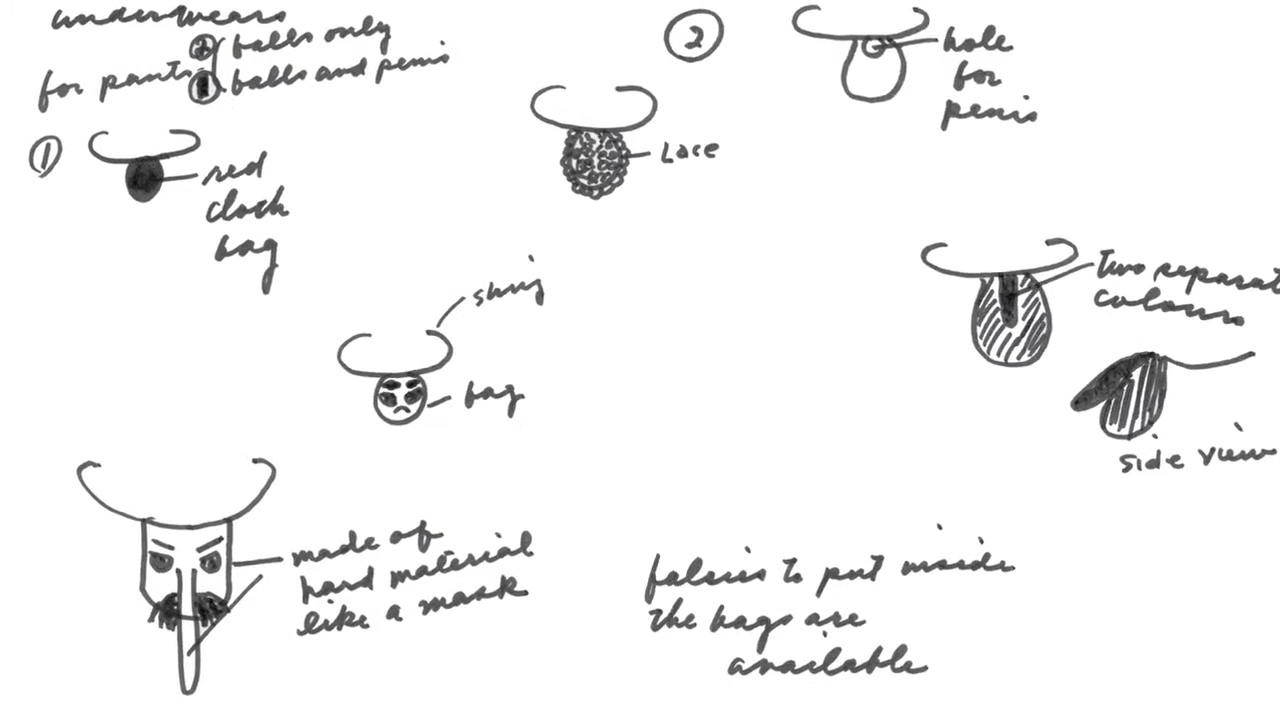 underwears
for pants
2 balls only
1 balls and penis
1
red
cloth
bag
Lace
2
hole
for
penis
string
bag
Two separat
colours
side view
made of
hard material
like a mask
falsies to put inside
the bags are
available